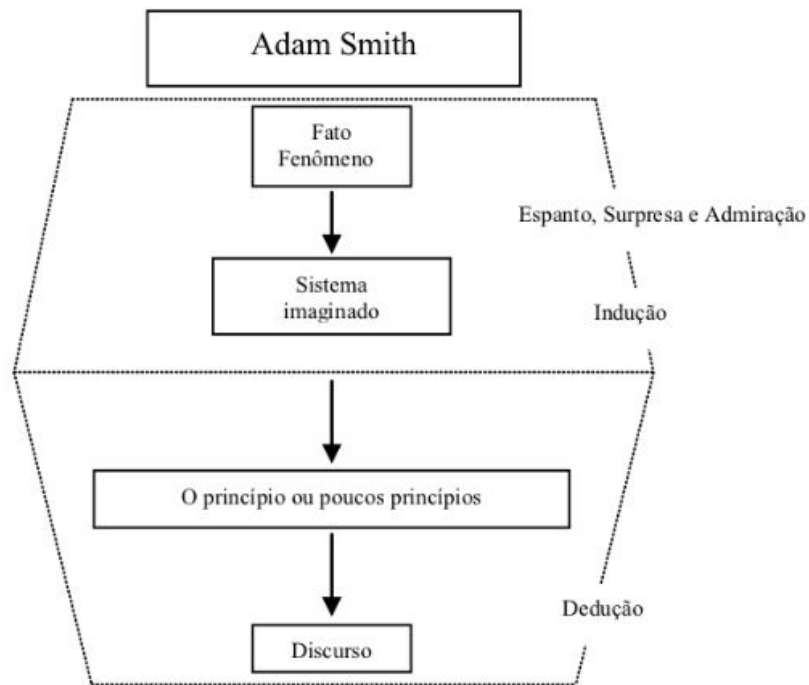 Adam Smith
Fato
Fenômeno
Espanto, Surpresa e Admiração
Sistema
imaginado
Indução
O princípio ou poucos princípios
Dedução
Discurso